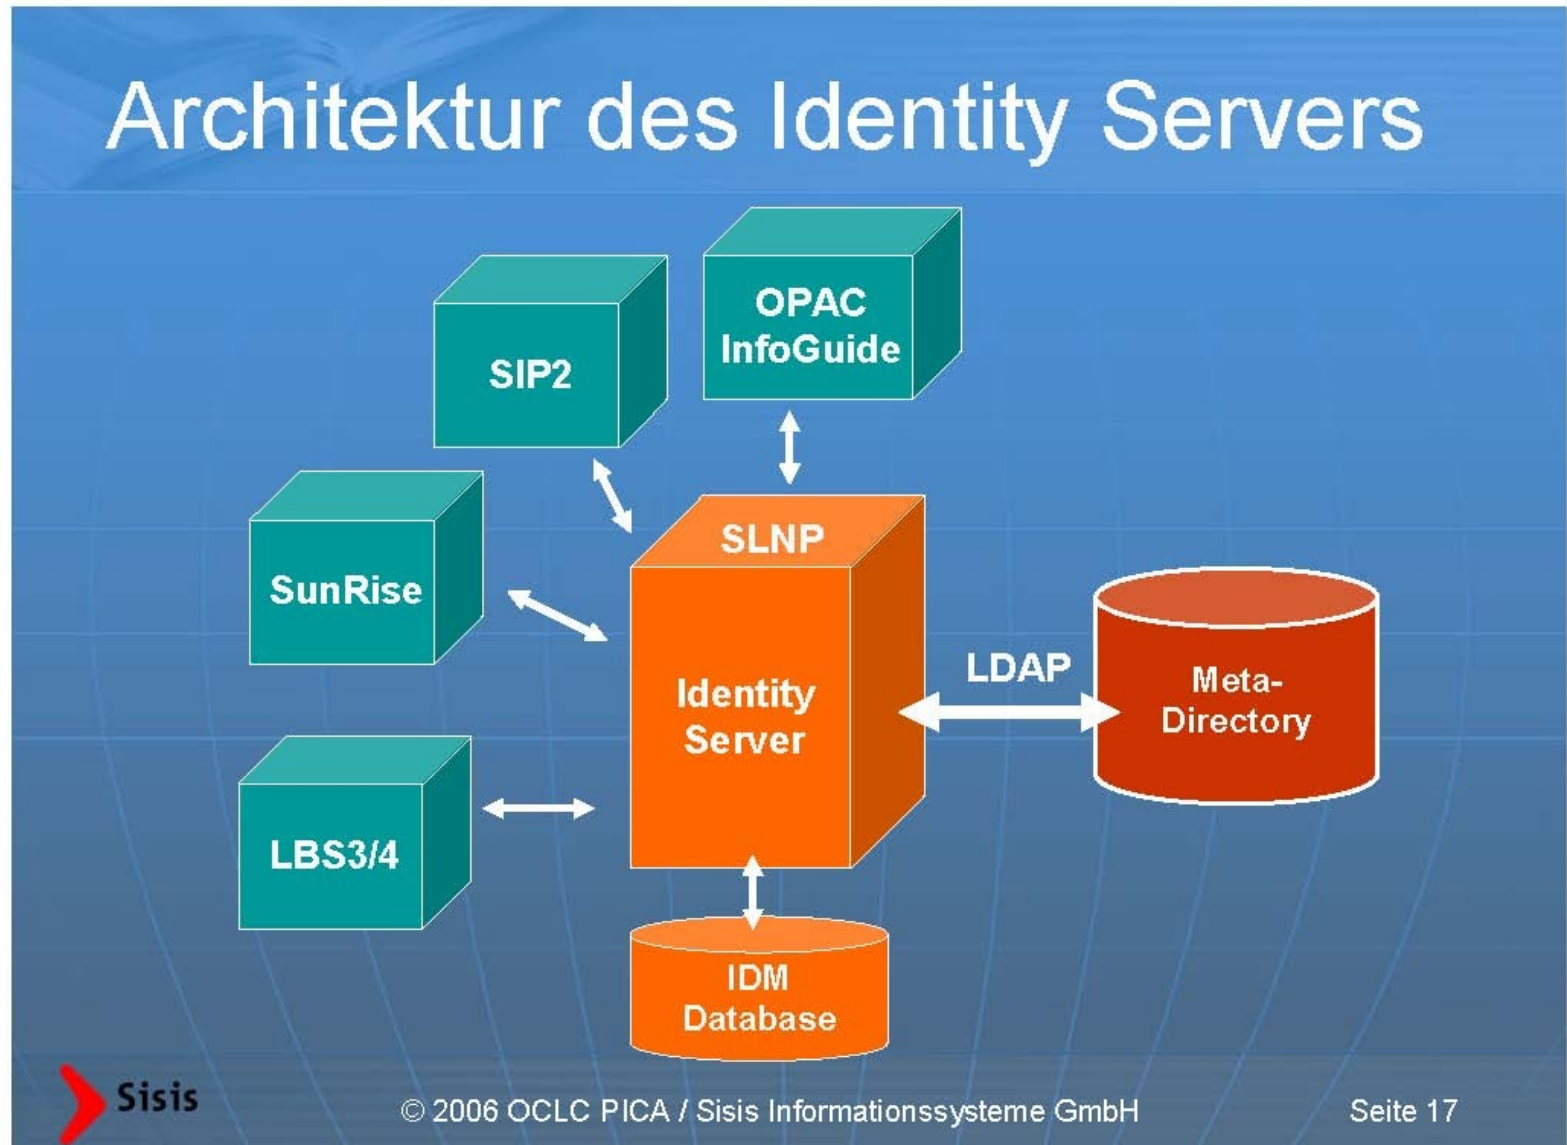 Architektur des Identity Servers
OPAC
InfoGuide
SIP2
SLNP
SunRise
Identity
Server
LDAP
Meta-
Directory
LBS3/4
IDM
Database
Sisis
© 2006 OCLC PICA / Sisis Informationssysteme GmbH
Seite 17